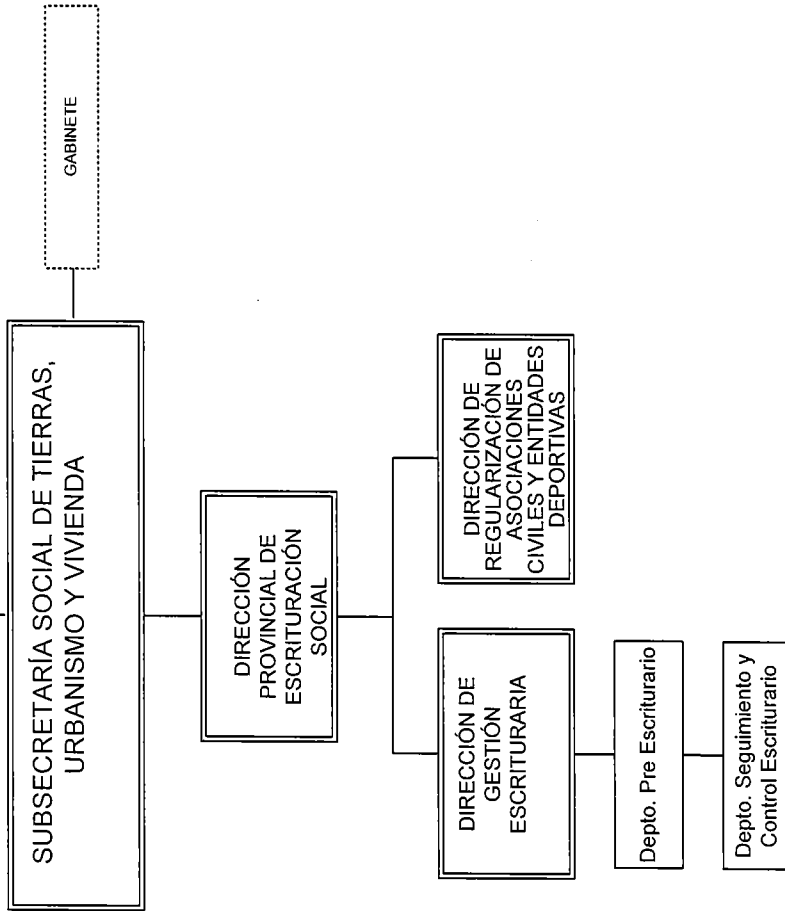 SUBSECRETARÍA SOCIAL DE TIERRAS,
URBANISMO Y VIVIENDA
GABINETE
DIRECCIÓN
PROVINCIAL DE
ESCRITURACIÓN
SOCIAL
DIRECCIÓN DE
GESTIÓN
ESCRITURARIA
DIRECCIÓN DE
REGULARIZACIÓN DE
ASOCIACIONES
CIVILES Y ENTIDADES
DEPORTIVAS
Depto. Pre Escriturario
Depto. Seguimiento y
Control Escriturario